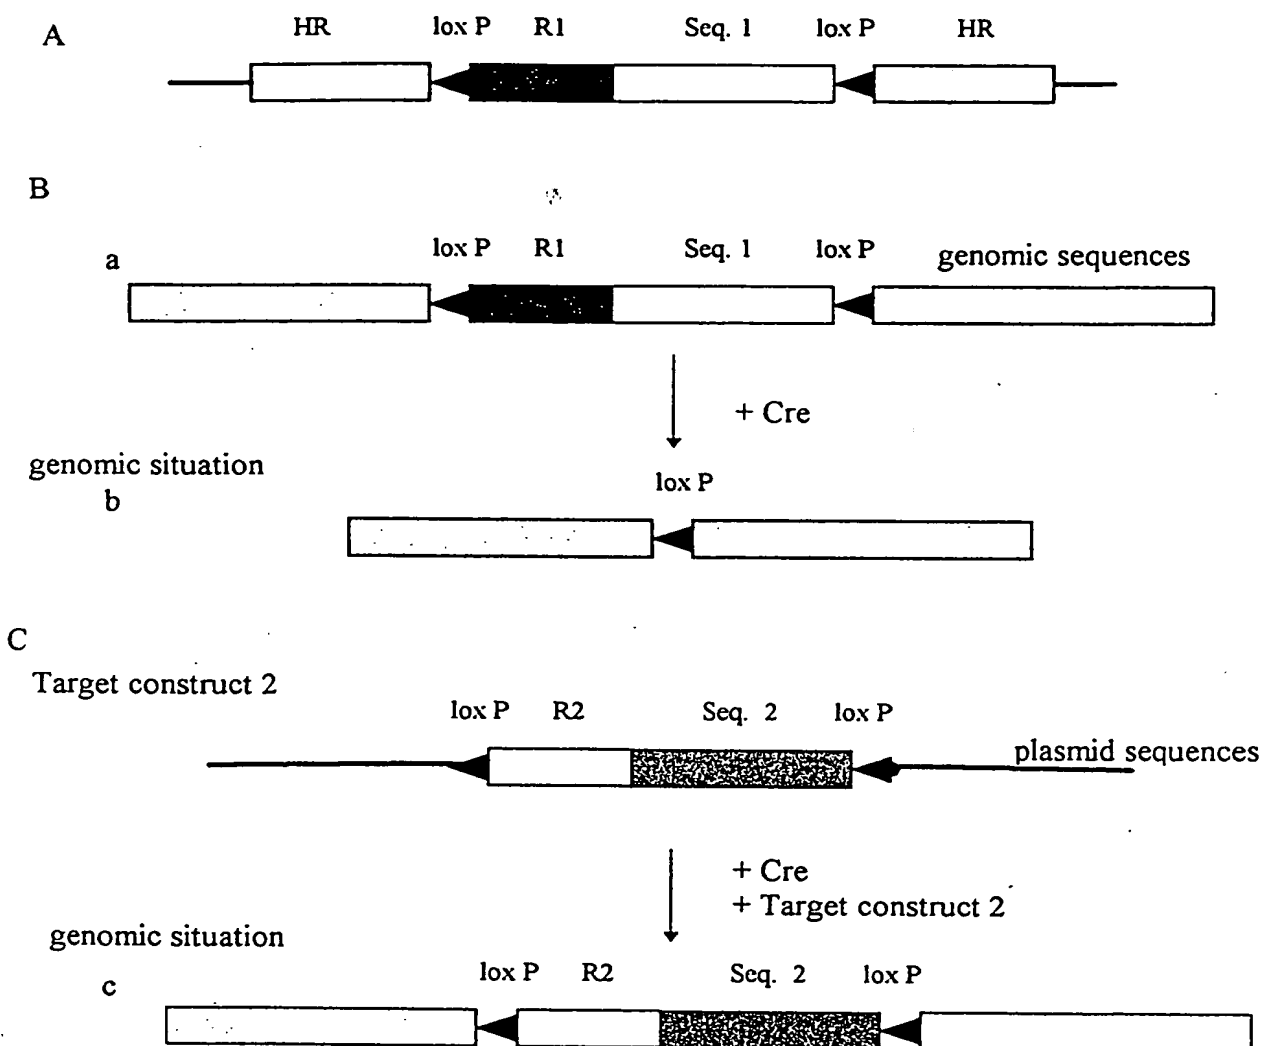 A
HR lox P R1 Seq. 1 lox P HR
B
a
lox P R1 Seq. 1 lox P genomic sequences
+ Cre
genomic situation
b
lox P
C
Target construct 2
lox P R2 Seq. 2 lox P
plasmid sequences
+ Cre
+ Target construct 2
genomic situation
c
lox P R2 Seq. 2 lox P